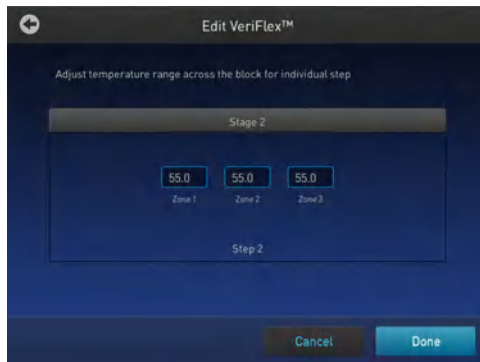 Edit VeriFlex™
Adjust temperature range across the block for individual step
Stage 2
55.0 55.0 55.0
Zone 1 Zone 2 Zone 3
Step 2
Cancel Done